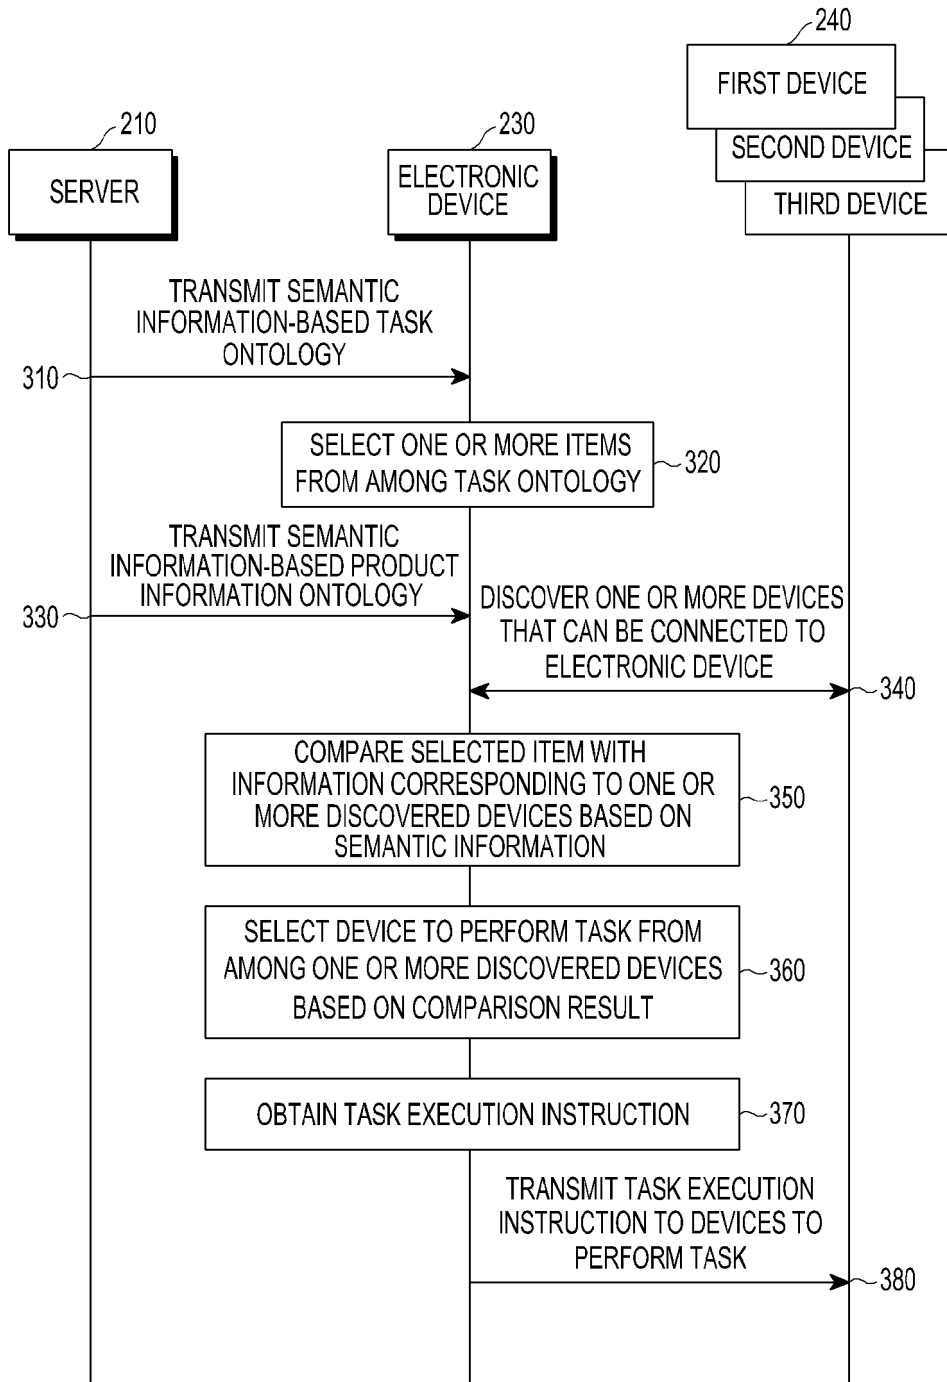 240
FIRST DEVICE
210
230
SECOND DEVICE
SERVER
ELECTRONIC
DEVICE
THIRD DEVICE
TRANSMIT SEMANTIC
INFORMATION-BASED TASK
ONTOLOGY
310
SELECT ONE OR MORE ITEMS
FROM AMONG TASK ONTOLOGY
320
TRANSMIT SEMANTIC
INFORMATION-BASED PRODUCT
INFORMATION ONTOLOGY
330
DISCOVER ONE OR MORE DEVICES
THAT CAN BE CONNECTED TO
ELECTRONIC DEVICE
340
COMPARE SELECTED ITEM WITH
INFORMATION CORRESPONDING TO ONE OR
MORE DISCOVERED DEVICES BASED ON
SEMANTIC INFORMATION
350
SELECT DEVICE TO PERFORM TASK FROM
AMONG ONE OR MORE DISCOVERED DEVICES
BASED ON COMPARISON RESULT
360
OBTAIN TASK EXECUTION INSTRUCTION
370
TRANSMIT TASK EXECUTION
INSTRUCTION TO DEVICES TO
PERFORM TASK
380